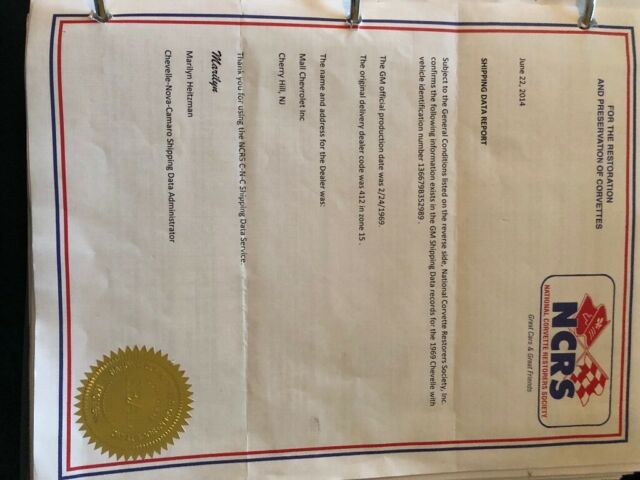 FOR THE RESTORATION
AND PRESERVATION OF CORVETTES
NCRS
NATIONAL CORVETTE RESTORERS SOCIETY
Great Cars & Great Friends
June 22, 2014
SHIPPING DATA REPORT
Subject to the General Conditions listed on the reverse side, National Corvette Restorers Society, Inc.
confirms the following information exists in the GM Shipping Data records for the 1969 Chevelle with
vehicle identification number 136679B352989 .
The GM official production date was 2/24/1969.
The original delivery dealer code was 412 in zone 15 .
The name and address for the Dealer was:
Mall Chevrolet Inc
Cherry Hill, NJ
Thank you for using the NCRS C-N-C Shipping Data Service.
Marilyn
Marilyn Heitzman
Chevelle-Nova-Camaro Shipping Data Administrator